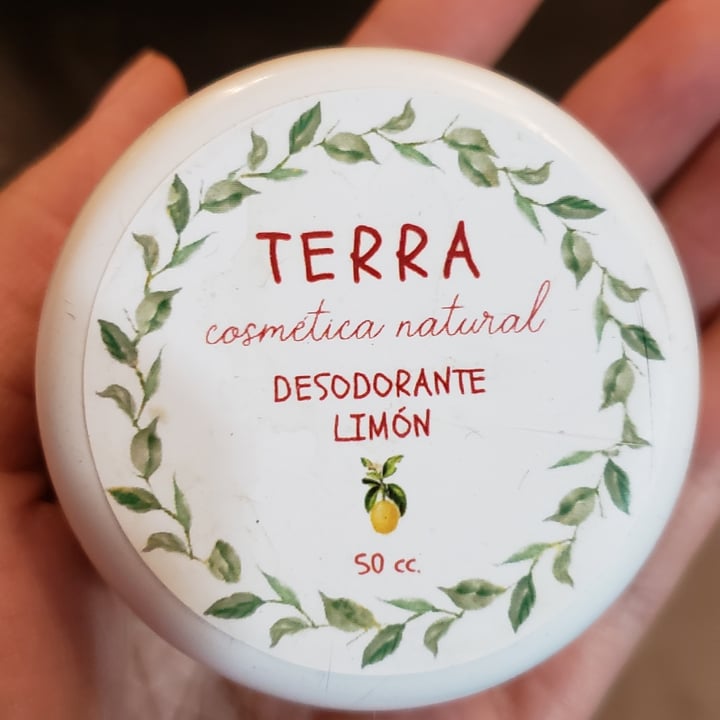 TERRA
cosmética natural
DESODORANTE
LIMÓN
50 cc.